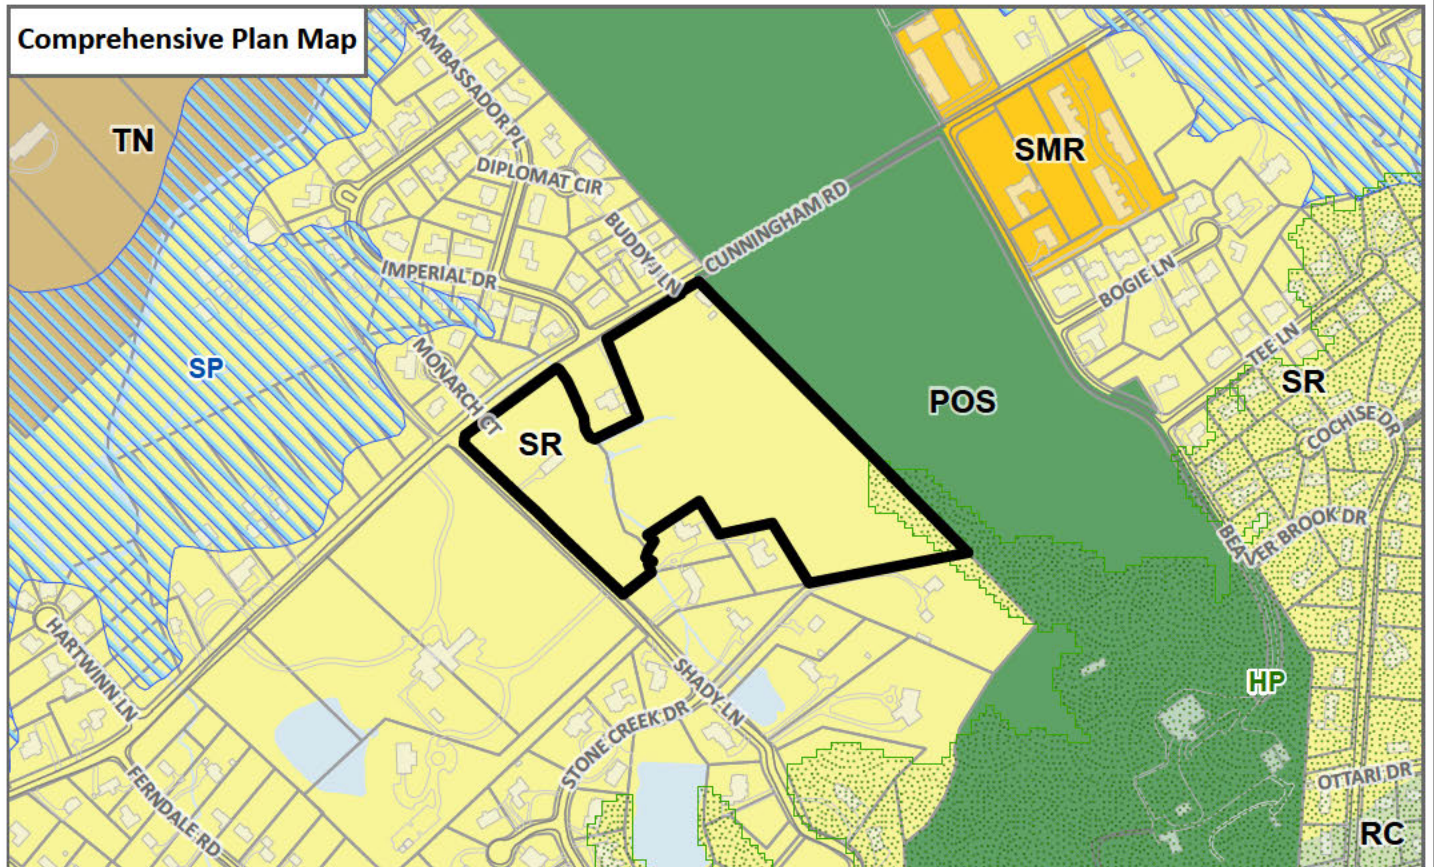 Comprehensive Plan Map
AMBASSADOR PL
TN
SMR
DIPLOMAT CIR
BUDDY J LN
CUNNINGHAM RD
IMPERIAL DR
BOGIE LN
SP
MONARCH CT
TEE LN
SR
POS
SR
COCHISE DR
BEAVER BROOK DR
HARTWINN LN
SHADY LN
HP
STONE CREEK DR
FERNDALE RD
OTTARI DR
RC